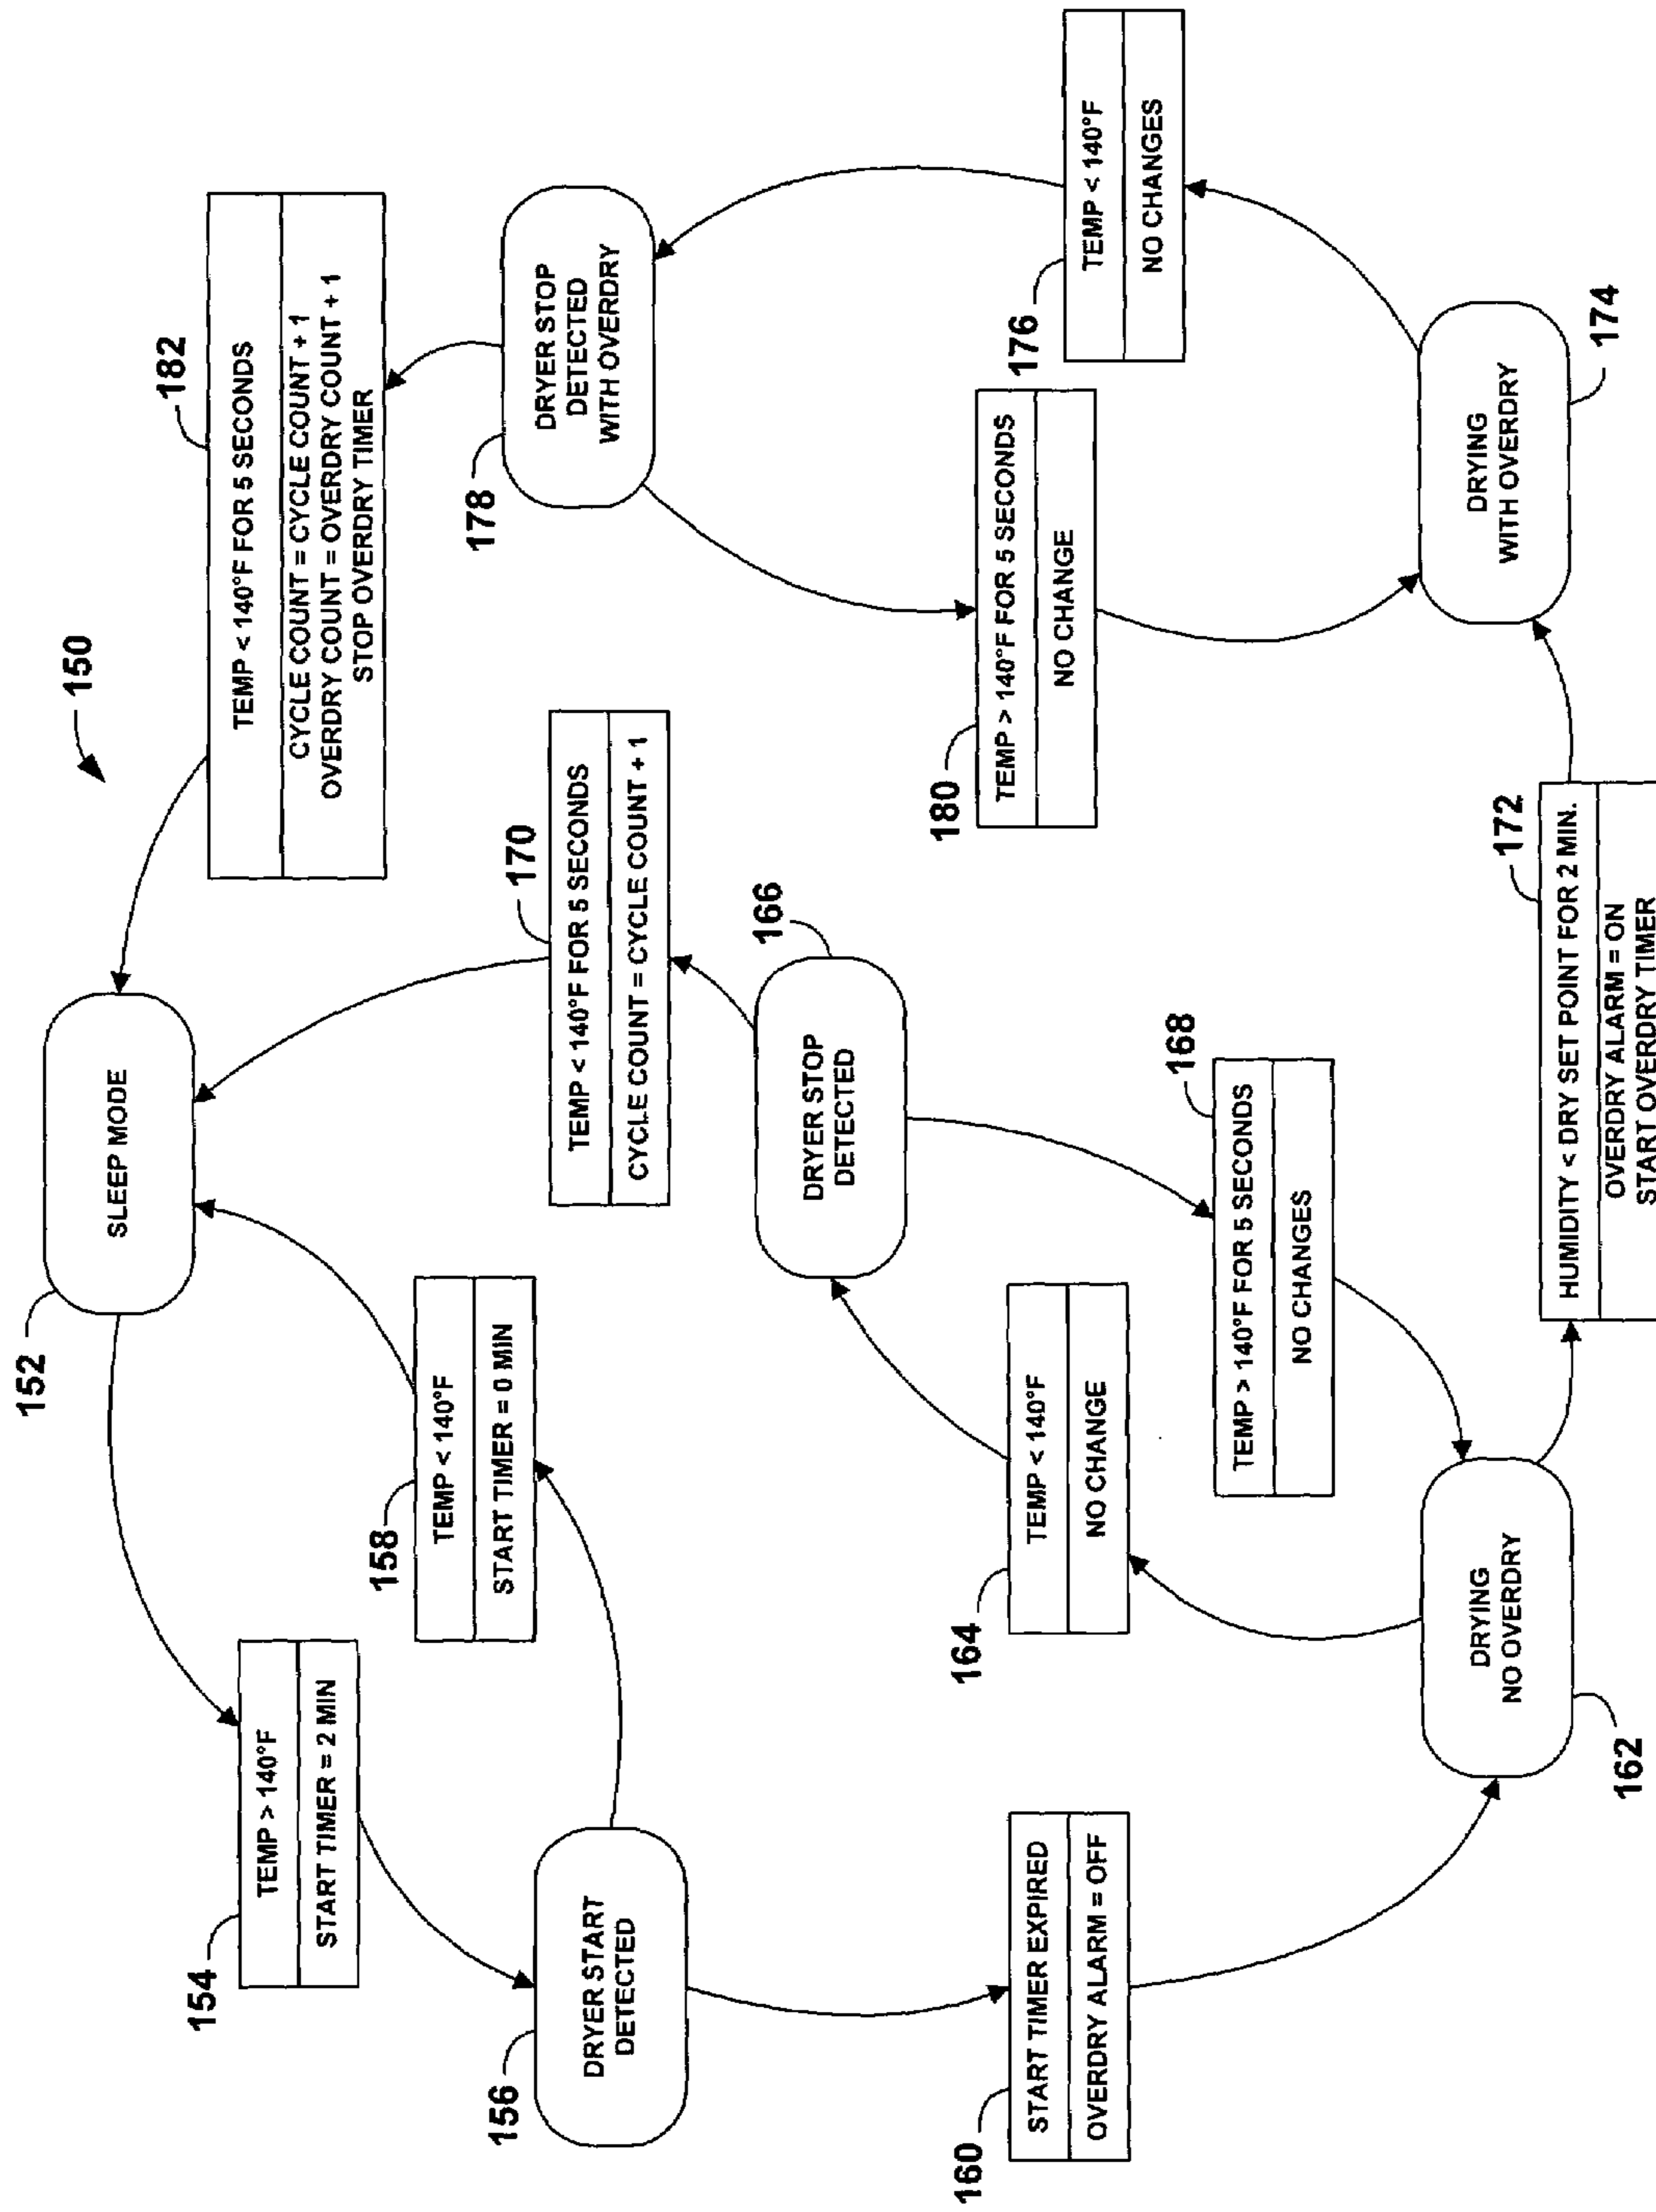 150
152
SLEEP MODE
154
TEMP > 140°F
START TIMER = 2 MIN
156
DRYER START
DETECTED
158
TEMP < 140°F
START TIMER = 0 MIN
160
START TIMER EXPIRED
OVERDRY ALARM = OFF
162
DRYING
NO OVERDRY
164
TEMP < 140°F
NO CHANGE
166
DRYER STOP
DETECTED
168
TEMP > 140°F FOR 5 SECONDS
NO CHANGES
170
TEMP < 140°F FOR 5 SECONDS
CYCLE COUNT = CYCLE COUNT + 1
172
HUMIDITY < DRY SET POINT FOR 2 MIN.
OVERDRY ALARM = ON
START OVERDRY TIMER
174
DRYING
WITH OVERDRY
176
TEMP < 140°F
NO CHANGES
178
DRYER STOP
DETECTED
WITH OVERDRY
180
TEMP > 140°F FOR 5 SECONDS
NO CHANGE
182
TEMP < 140°F FOR 5 SECONDS
CYCLE COUNT = CYCLE COUNT + 1
OVERDRY COUNT = OVERDRY COUNT + 1
STOP OVERDRY TIMER